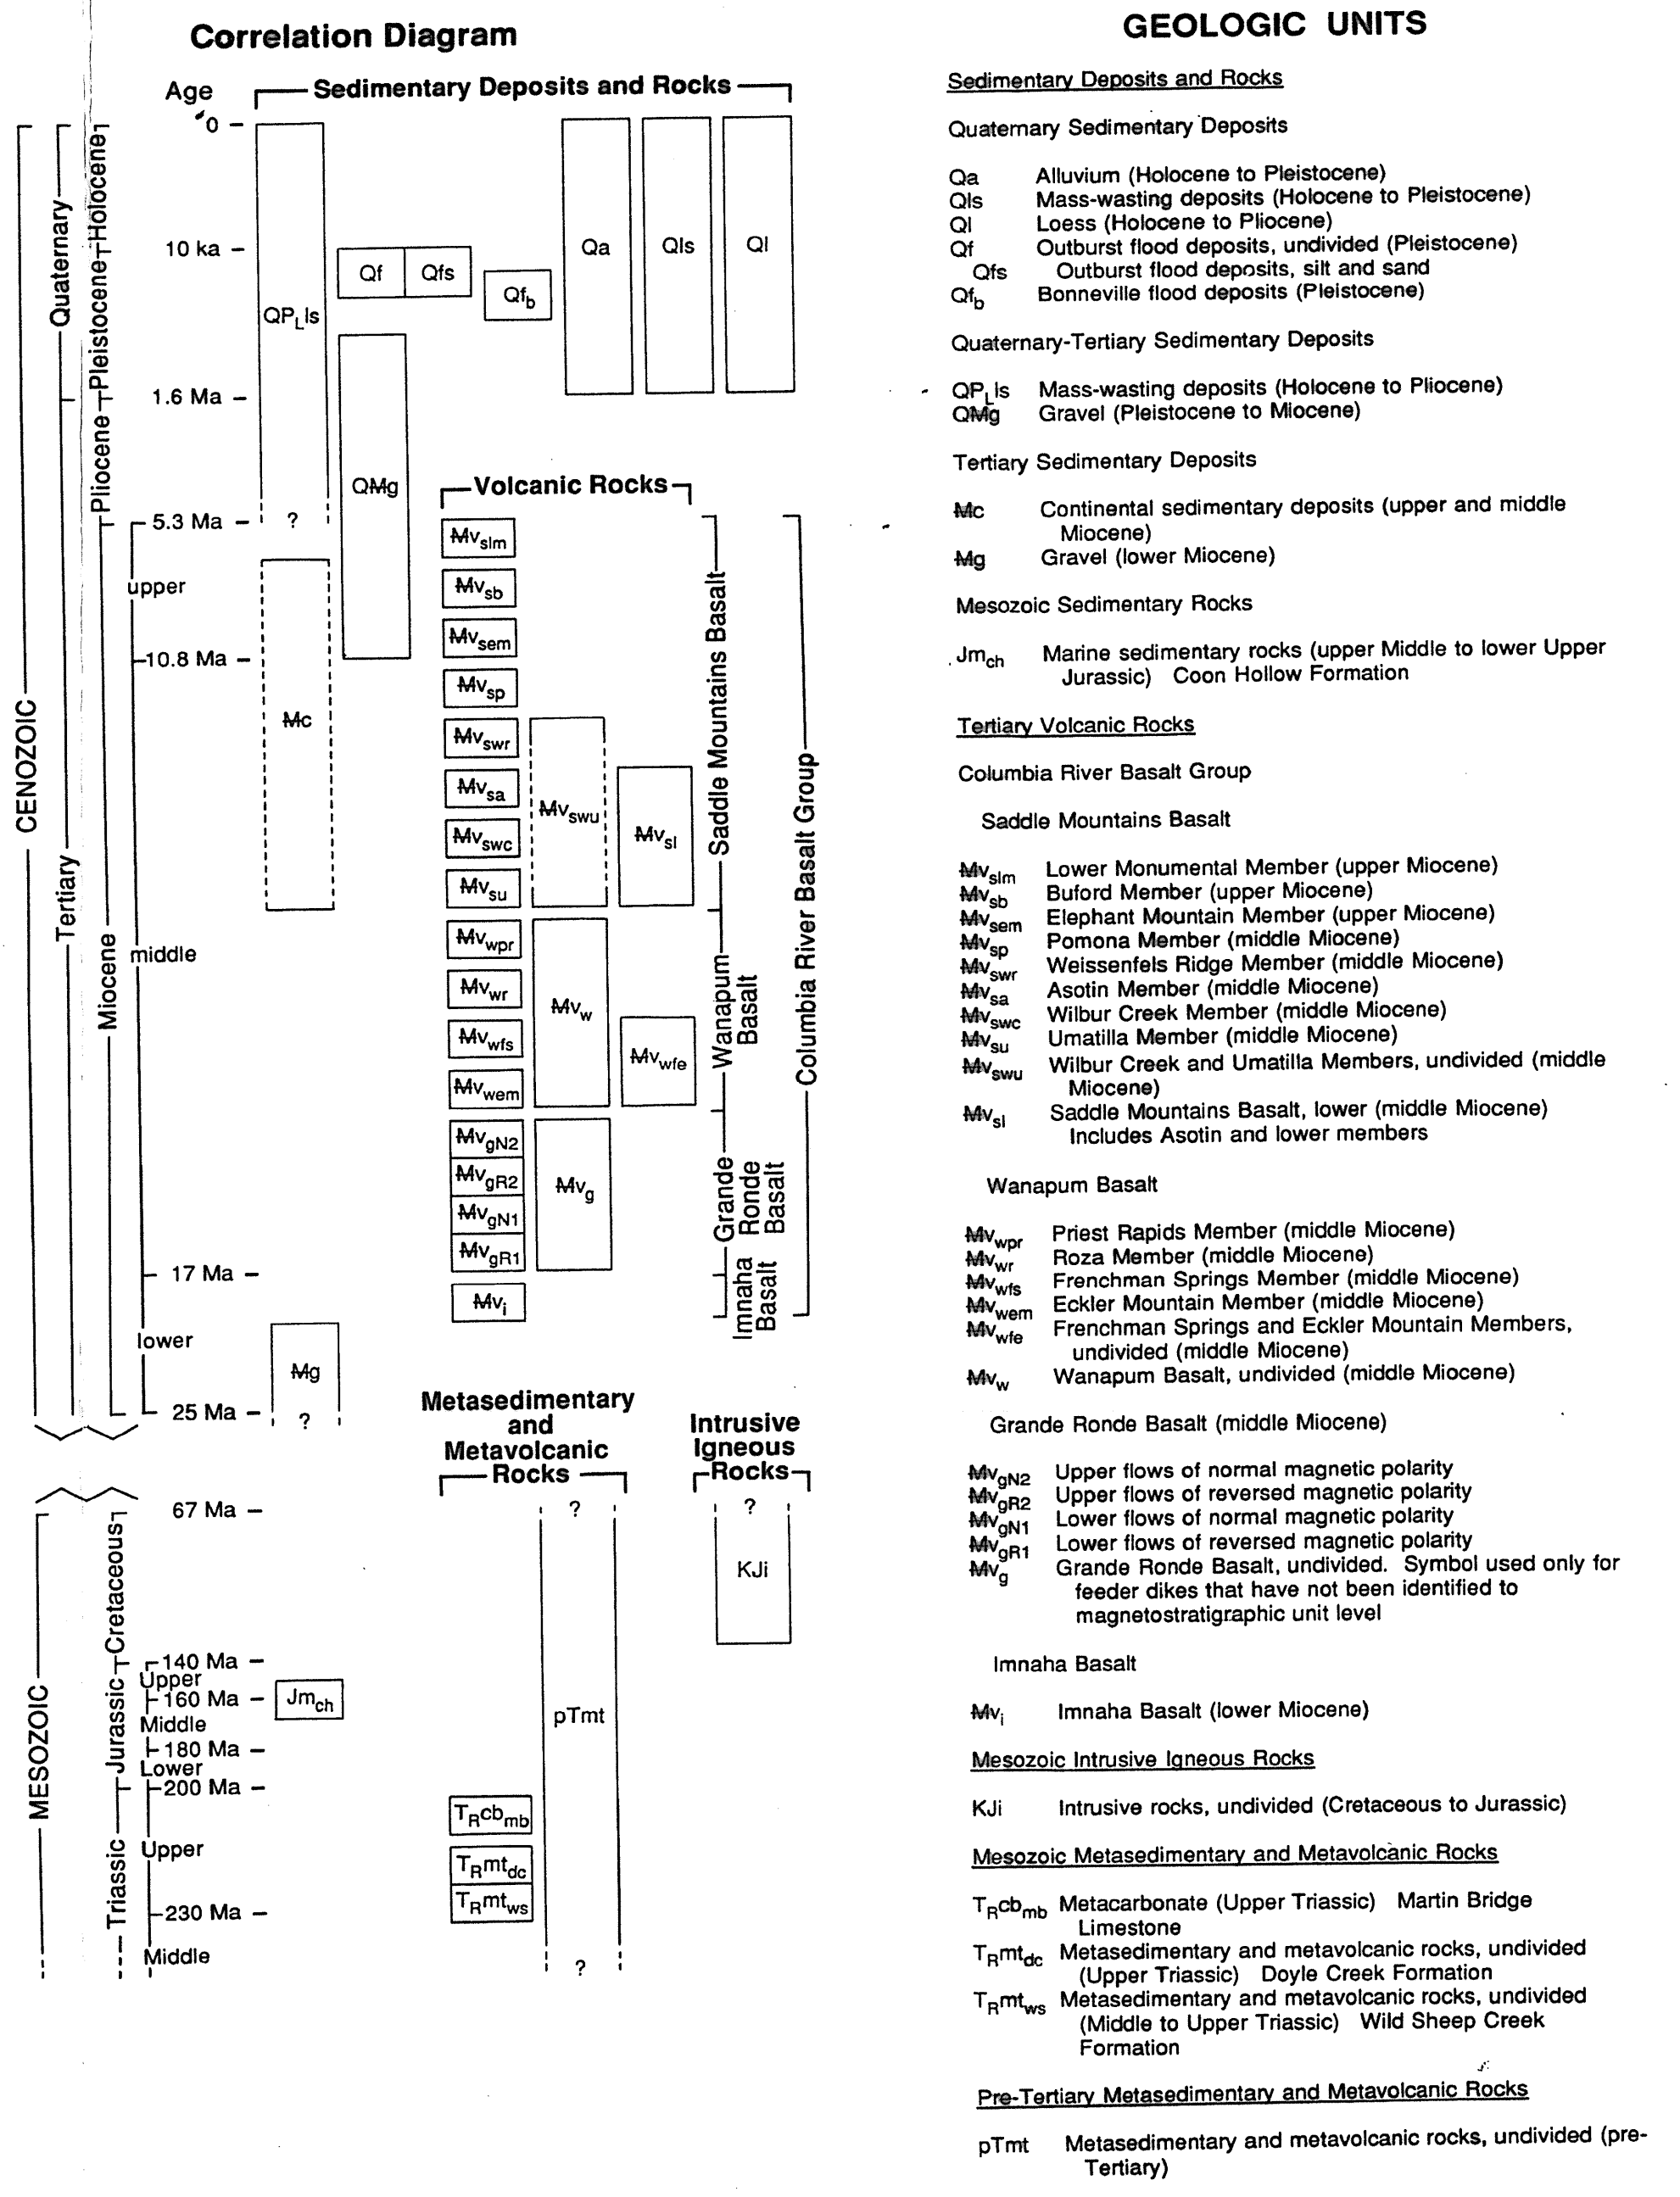 Correlation Diagram
Age
Sedimentary Deposits and Rocks
0
10 ka
1.6 Ma
5.3 Ma
10.8 Ma
17 Ma
25 Ma
67 Ma
140 Ma
160 Ma
180 Ma
200 Ma
230 Ma
CENOZOIC
Quaternary
Tertiary
Holocene
Pleistocene
Pliocene
Miocene
upper
middle
lower
MESOZOIC
Cretaceous
Jurassic
Triassic
Upper
Middle
Lower
Upper
Middle
QPLls
?
Qf
Qfs
Qfb
Qa
Qls
Ql
QMg
Mc
Mg
?
Volcanic Rocks
Mvslm
Mvsb
Mvsem
Mvsp
Mvswr
Mvsa
Mvswc
Mvsu
Mvswu
Mvsl
Mvwpr
Mvwr
Mvwfs
Mvwem
Mvw
Mvwfe
MvgN2
MvgR2
MvgN1
MvgR1
Mvg
Mvi
Saddle Mountains Basalt
Wanapum
Basalt
Grande
Ronde
Basalt
Imnaha
Basalt
Columbia River Basalt Group
Metasedimentary
and
Metavolcanic
Rocks
?
pTmt
?
Intrusive
Igneous
Rocks
?
KJi
Jmch
TRcbmb
TRmtdc
TRmtws
GEOLOGIC UNITS
Sedimentary Deposits and Rocks
Quaternary Sedimentary Deposits
Qa Alluvium (Holocene to Pleistocene)
Qls Mass-wasting deposits (Holocene to Pleistocene)
Ql Loess (Holocene to Pliocene)
Qf Outburst flood deposits, undivided (Pleistocene)
Qfs Outburst flood deposits, silt and sand
Qfb Bonneville flood deposits (Pleistocene)
Quaternary-Tertiary Sedimentary Deposits
QPLls Mass-wasting deposits (Holocene to Pliocene)
QMg Gravel (Pleistocene to Miocene)
Tertiary Sedimentary Deposits
Mc Continental sedimentary deposits (upper and middle
Miocene)
Mg Gravel (lower Miocene)
Mesozoic Sedimentary Rocks
Jmch Marine sedimentary rocks (upper Middle to lower Upper
Jurassic) Coon Hollow Formation
Tertiary Volcanic Rocks
Columbia River Basalt Group
Saddle Mountains Basalt
Mvslm Lower Monumental Member (upper Miocene)
Mvsb Buford Member (upper Miocene)
Mvsem Elephant Mountain Member (upper Miocene)
Mvsp Pomona Member (middle Miocene)
Mvswr Weissenfels Ridge Member (middle Miocene)
Mvsa Asotin Member (middle Miocene)
Mvswc Wilbur Creek Member (middle Miocene)
Mvsu Umatilla Member (middle Miocene)
Mvswu Wilbur Creek and Umatilla Members, undivided (middle
Miocene)
Mvsl Saddle Mountains Basalt, lower (middle Miocene)
Includes Asotin and lower members
Wanapum Basalt
Mvwpr Priest Rapids Member (middle Miocene)
Mvwr Roza Member (middle Miocene)
Mvwfs Frenchman Springs Member (middle Miocene)
Mvwem Eckler Mountain Member (middle Miocene)
Mvwfe Frenchman Springs and Eckler Mountain Members,
undivided (middle Miocene)
Mvw Wanapum Basalt, undivided (middle Miocene)
Grande Ronde Basalt (middle Miocene)
MvgN2 Upper flows of normal magnetic polarity
MvgR2 Upper flows of reversed magnetic polarity
MvgN1 Lower flows of normal magnetic polarity
MvgR1 Lower flows of reversed magnetic polarity
Mvg Grande Ronde Basalt, undivided. Symbol used only for
feeder dikes that have not been identified to
magnetostratigraphic unit level
Imnaha Basalt
Mvi Imnaha Basalt (lower Miocene)
Mesozoic Intrusive Igneous Rocks
KJi Intrusive rocks, undivided (Cretaceous to Jurassic)
Mesozoic Metasedimentary and Metavolcanic Rocks
TRcbmb Metacarbonate (Upper Triassic) Martin Bridge
Limestone
TRmtdc Metasedimentary and metavolcanic rocks, undivided
(Upper Triassic) Doyle Creek Formation
TRmtws Metasedimentary and metavolcanic rocks, undivided
(Middle to Upper Triassic) Wild Sheep Creek
Formation
Pre-Tertiary Metasedimentary and Metavolcanic Rocks
pTmt Metasedimentary and metavolcanic rocks, undivided (pre-
Tertiary)